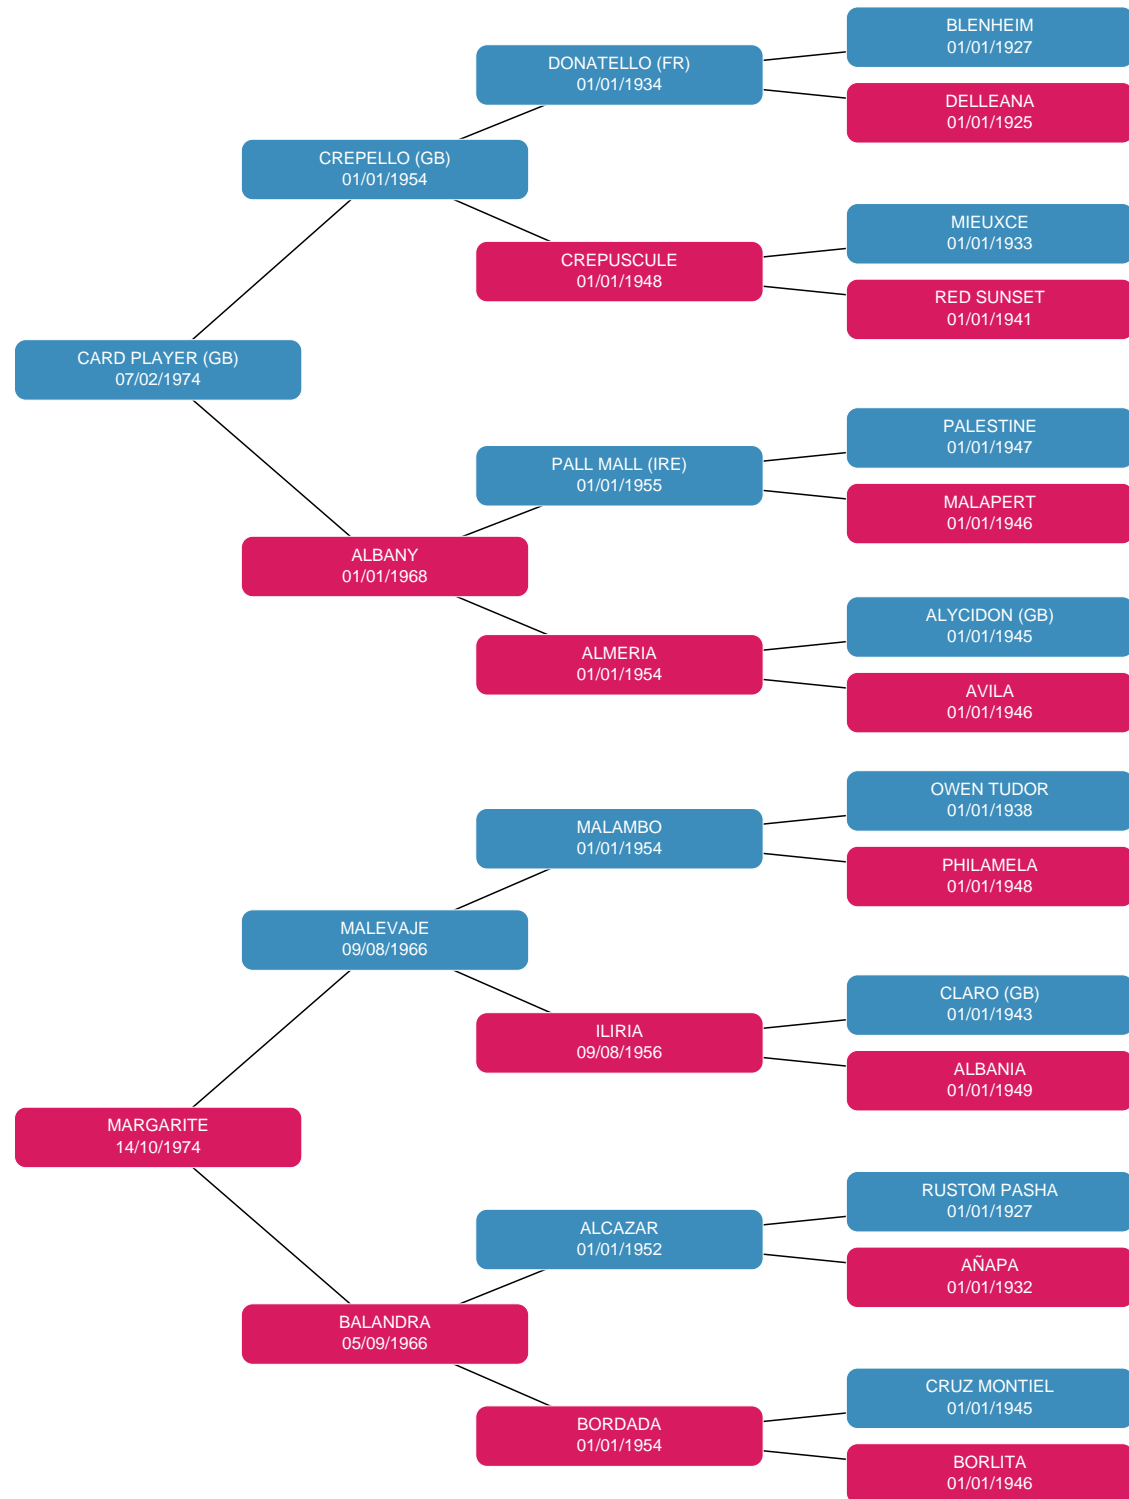 BLENHEIM
01/01/1927
DONATELLO (FR)
01/01/1934
DELLEANA
01/01/1925
CREPELLO (GB)
01/01/1954
MIEUXCE
01/01/1933
CREPUSCULE
01/01/1948
RED SUNSET
01/01/1941
CARD PLAYER (GB)
07/02/1974
PALESTINE
01/01/1947
PALL MALL (IRE)
01/01/1955
MALAPERT
01/01/1946
ALBANY
01/01/1968
ALYCIDON (GB)
01/01/1945
ALMERIA
01/01/1954
AVILA
01/01/1946
OWEN TUDOR
01/01/1938
MALAMBO
01/01/1954
PHILAMELA
01/01/1948
MALEVAJE
09/08/1966
CLARO (GB)
01/01/1943
ILIRIA
09/08/1956
ALBANIA
01/01/1949
MARGARITE
14/10/1974
RUSTOM PASHA
01/01/1927
ALCAZAR
01/01/1952
AÑAPA
01/01/1932
BALANDRA
05/09/1966
CRUZ MONTIEL
01/01/1945
BORDADA
01/01/1954
BORLITA
01/01/1946